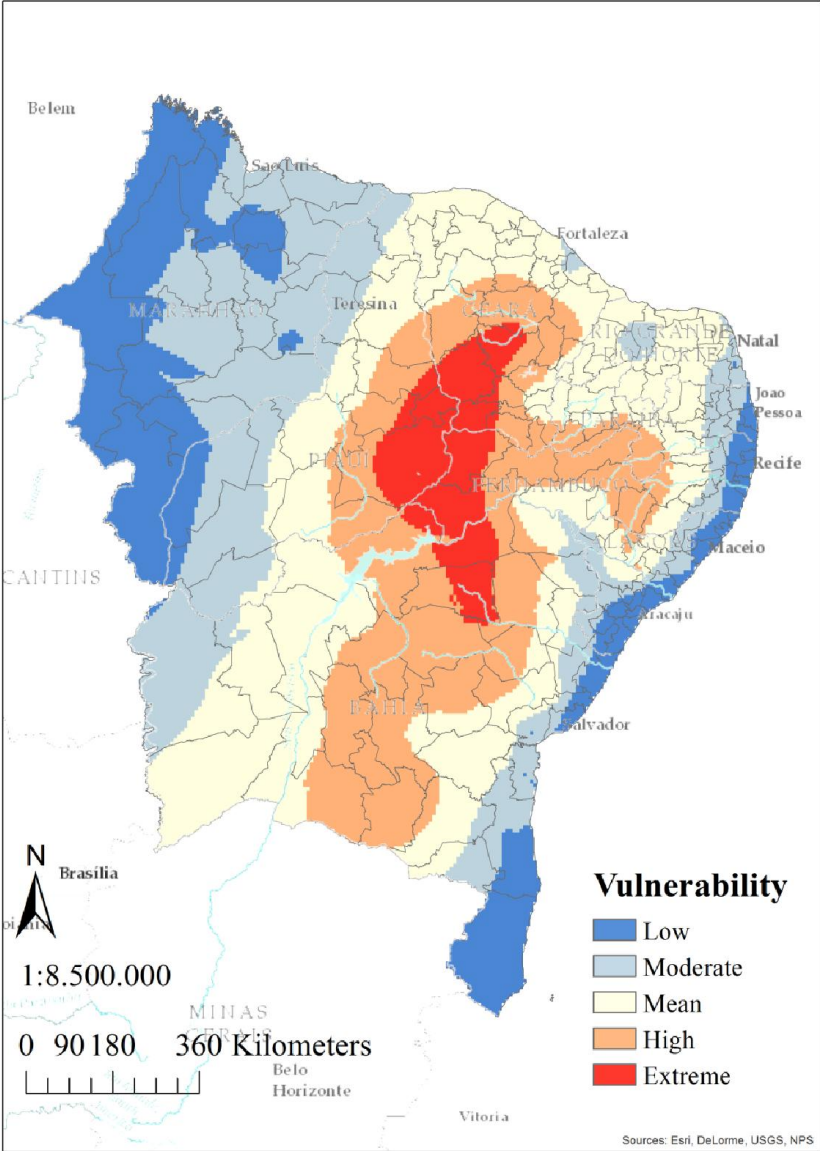 Belem
Sao Luis
Fortaleza
MARANHAO
Teresina
CEARA
RIO GRANDE
DO NORTE
Natal
Joao
Pessoa
PARAIBA
PIAUI
Recife
PERNAMBUCO
Maceio
CANTINS
Aracaju
BAHIA
Salvador
N
Brasília
1:8.500.000
MINAS
GERAIS
0 90 180 360 Kilometers
Belo
Horizonte
Vitoria
Vulnerability
Low
Moderate
Mean
High
Extreme
Sources: Esri, DeLorme, USGS, NPS